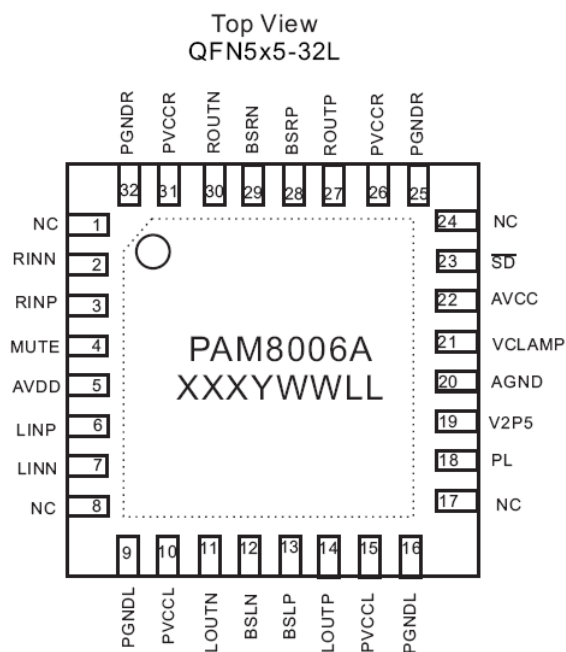 Top View
QFN5x5-32L
PGNDR
PVCCR
ROUTN
BSRN
BSRP
ROUTP
PVCCR
PGNDR
32
31
30
29
28
27
26
25
NC 1
RINN 2
RINP 3
MUTE 4
AVDD 5
LINP 6
LINN 7
NC 8
24 NC
23 SD
22 AVCC
21 VCLAMP
20 AGND
19 V2P5
18 PL
17 NC
PAM8006A
XXXYWWLL
9
10
11
12
13
14
15
16
PGNDL
PVCCL
LOUTN
BSLN
BSLP
LOUTP
PVCCL
PGNDL